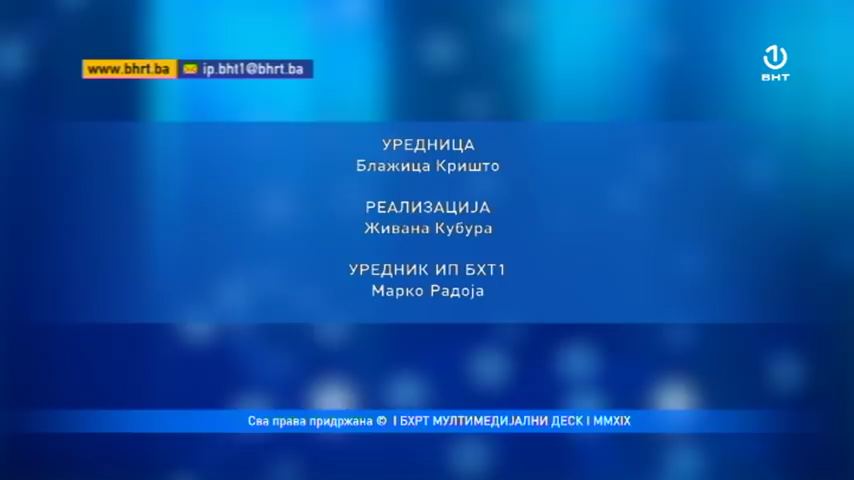 www.bhrt.ba ip.bht1@bhrt.ba
1
BHT
УРЕДНИЦА
Блажица Кришто
РЕАЛИЗАЦИЈА
Живана Кубура
УРЕДНИК ИП БХТ1
Марко Радоја
Сва права придржана © I БХРТ МУЛТИМЕДИЈАЛНИ ДЕСК I MMXIX